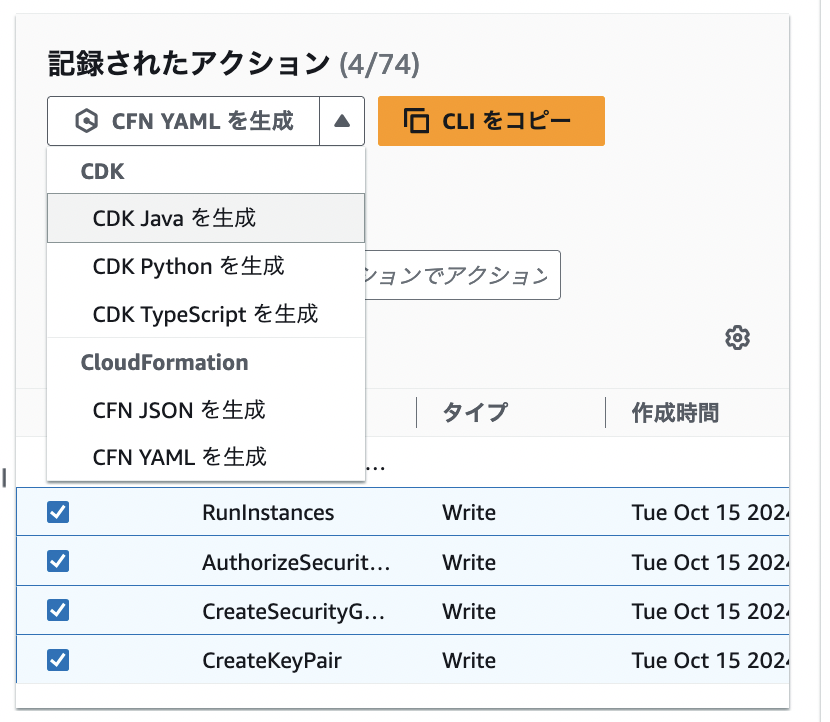 記録されたアクション (4/74)
CFN YAML を生成
CLI をコピー
CDK
CDK Java を生成
CDK Python を生成
ションでアクション
CDK TypeScript を生成
CloudFormation
CFN JSON を生成
タイプ 作成時間
CFN YAML を生成
...
RunInstances Write Tue Oct 15 202
AuthorizeSecurit... Write Tue Oct 15 202
CreateSecurityG... Write Tue Oct 15 202
CreateKeyPair Write Tue Oct 15 202